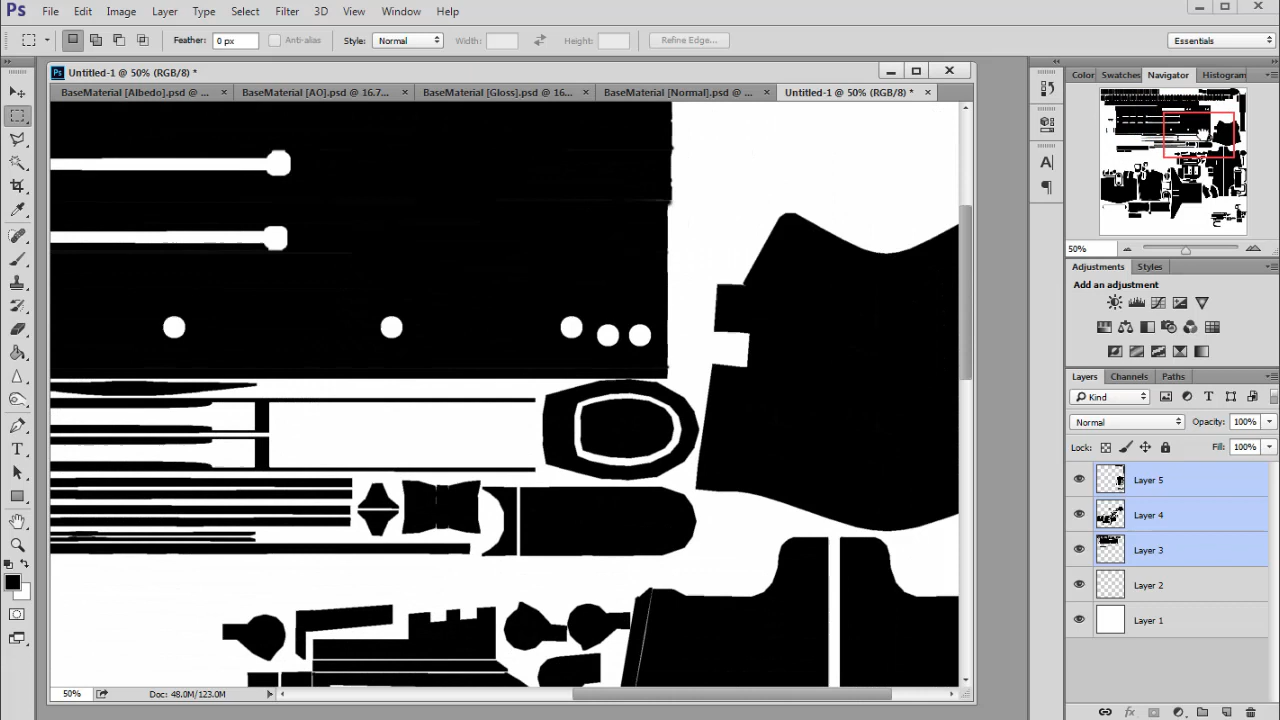 Ps File Edit Image Layer Type Select Filter 3D View Window Help
Feather: 0 px Anti-alias Style: Normal Width: Height: Refine Edge... Essentials
Ps Untitled-1 @ 50% (RGB/8) *
BaseMaterial [Albedo].psd @ ... × BaseMaterial [AO].psd @ 16.7... × BaseMaterial [Gloss].psd @ 16... × BaseMaterial [Normal].psd @ ... × Untitled-1 @ 50% (RGB/8) * ×
Color Swatches Navigator Histogram
50%
Adjustments Styles
Add an adjustment
Layers Channels Paths
Kind
Normal Opacity: 100%
Lock: Fill: 100%
Layer 5
Layer 4
Layer 3
Layer 2
Layer 1
50% Doc: 48.0M/123.0M